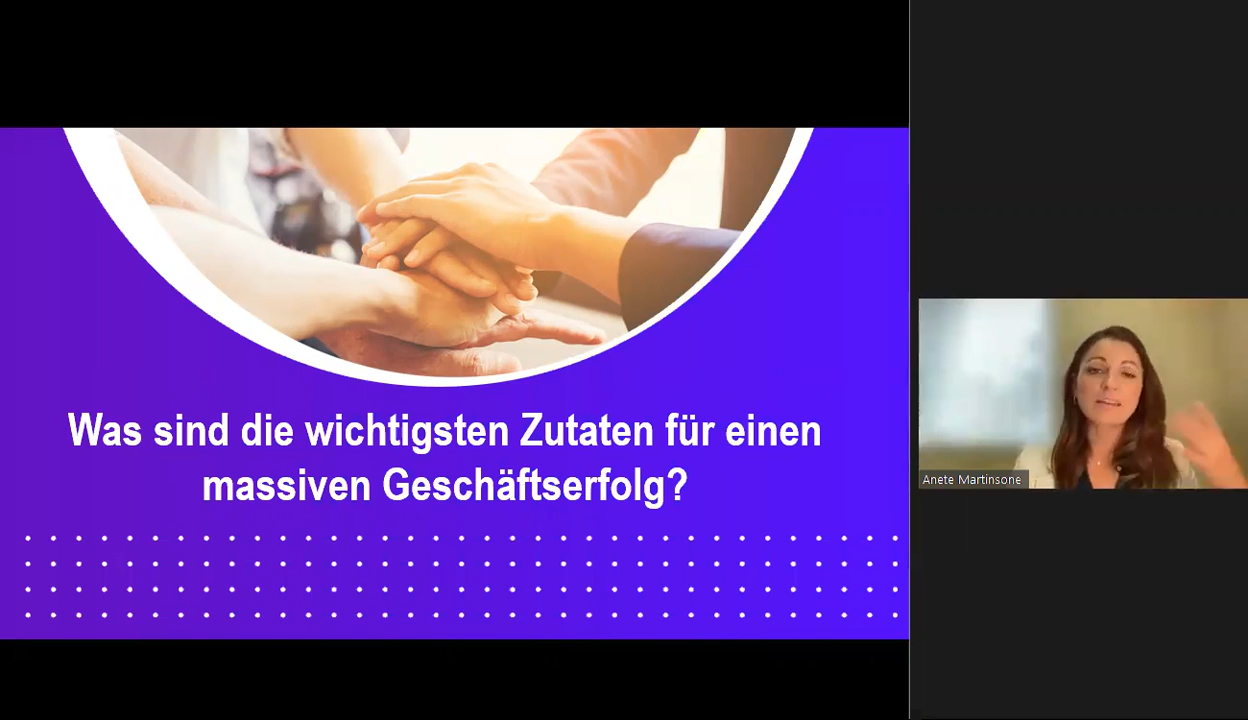 Was sind die wichtigsten Zutaten für einen
massiven Geschäftserfolg?
Anete Martinsone